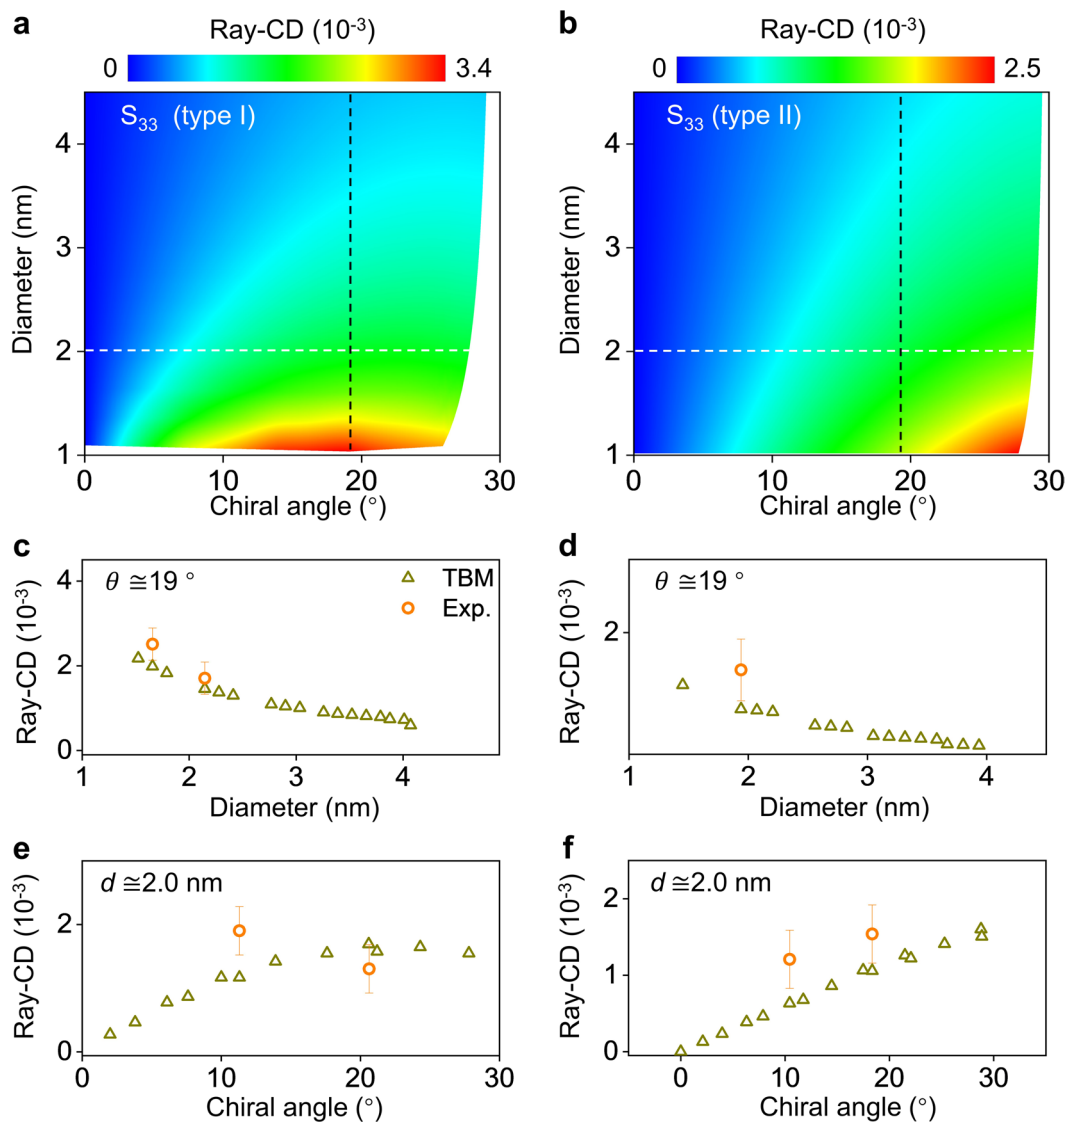 a
Ray-CD (10⁻³)
0
3.4
S₃₃ (type I)
4
3
2
1
Diameter (nm)
0
10
20
30
Chiral angle (°)
b
Ray-CD (10⁻³)
0
2.5
S₃₃ (type II)
4
3
2
1
Diameter (nm)
0
10
20
30
Chiral angle (°)
c
θ ≅19 °
TBM
Exp.
4
2
0
Ray-CD (10⁻³)
1
2
3
4
Diameter (nm)
d
θ ≅19 °
2
Ray-CD (10⁻³)
1
2
3
4
Diameter (nm)
e
d ≅2.0 nm
2
0
Ray-CD (10⁻³)
0
10
20
30
Chiral angle (°)
f
d ≅2.0 nm
2
1
0
Ray-CD (10⁻³)
0
10
20
30
Chiral angle (°)